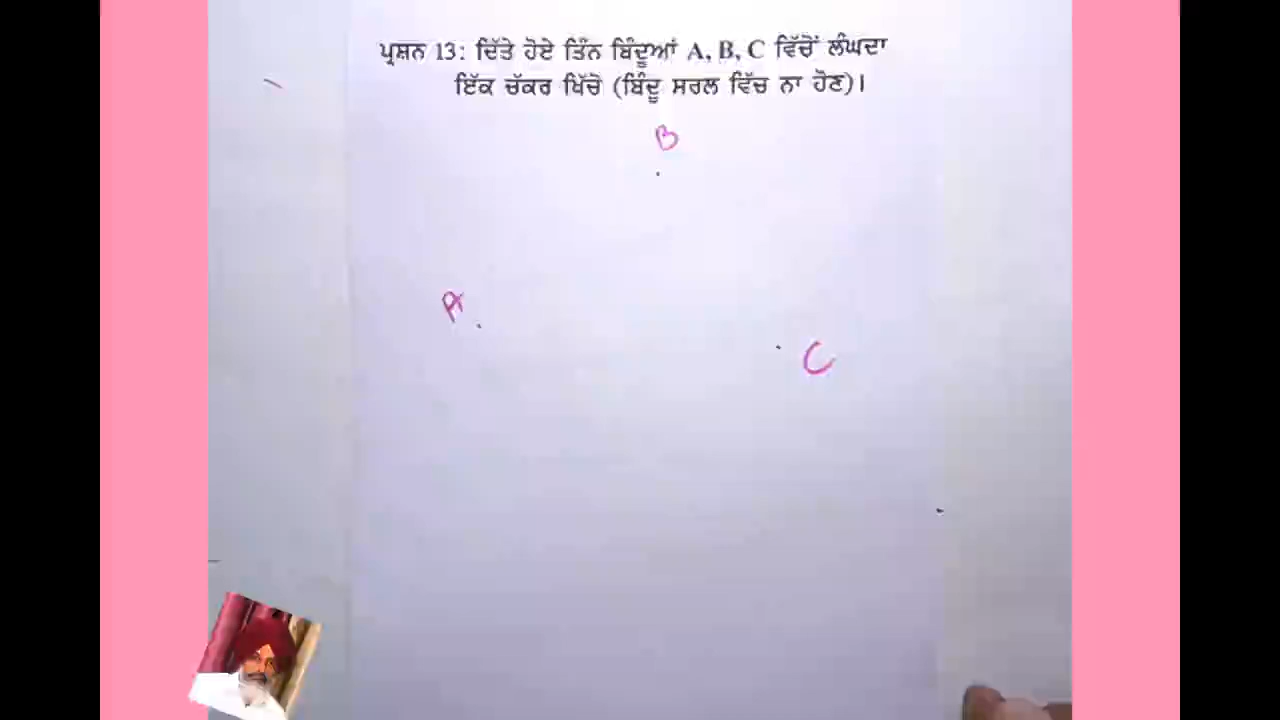 ਪ੍ਰਸ਼ਨ 13: ਦਿੱਤੇ ਹੋਏ ਤਿੰਨ ਬਿੰਦੂਆਂ A, B, C ਵਿੱਚੋਂ ਲੰਘਦਾ
ਇੱਕ ਚੱਕਰ ਖਿੱਚੋ (ਬਿੰਦੂ ਸਰਲ ਵਿੱਚ ਨਾ ਹੋਣ)।
B
A
C